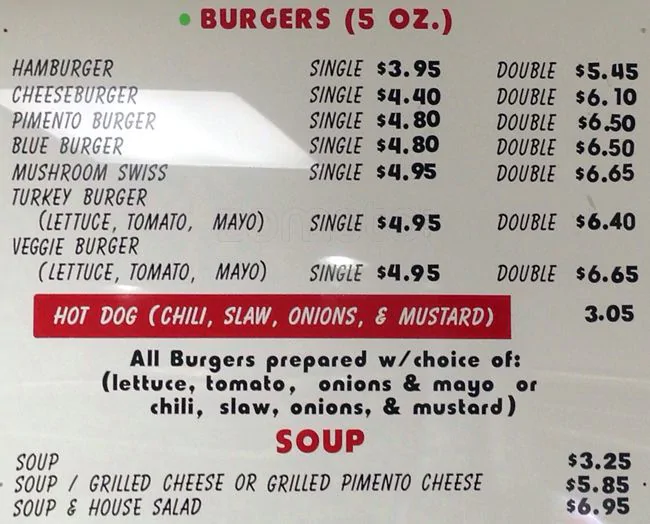 BURGERS (5 OZ.)
HAMBURGER SINGLE $3.95 DOUBLE $5.45
CHEESEBURGER SINGLE $4.40 DOUBLE $6.10
PIMENTO BURGER SINGLE $4.80 DOUBLE $6.50
BLUE BURGER SINGLE $4.80 DOUBLE $6.50
MUSHROOM SWISS SINGLE $4.95 DOUBLE $6.65
TURKEY BURGER
(LETTUCE, TOMATO, MAYO) SINGLE $4.95 DOUBLE $6.40
VEGGIE BURGER
(LETTUCE, TOMATO, MAYO) SINGLE $4.95 DOUBLE $6.65
HOT DOG (CHILI, SLAW, ONIONS, & MUSTARD) 3.05
All Burgers prepared w/choice of:
(lettuce, tomato, onions & mayo or
chili, slaw, onions, & mustard)
SOUP
SOUP $3.25
SOUP / GRILLED CHEESE OR GRILLED PIMENTO CHEESE $5.85
SOUP & HOUSE SALAD $6.95